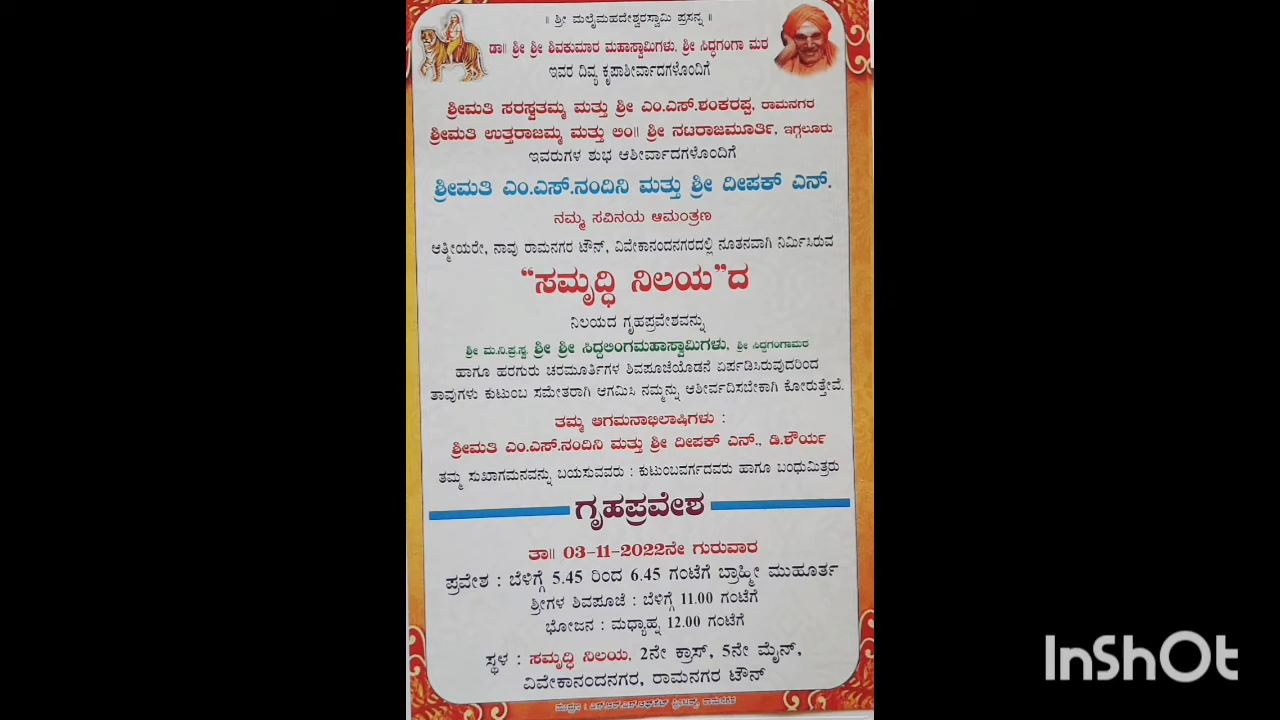 ॥ ಶ್ರೀ ಮಲೈಮಹದೇಶ್ವರಸ್ವಾಮಿ ಪ್ರಸನ್ನ ॥
ಡಾ॥ ಶ್ರೀ ಶ್ರೀ ಶಿವಕುಮಾರ ಮಹಾಸ್ವಾಮಿಗಳು, ಶ್ರೀ ಸಿದ್ಧಗಂಗಾ ಮಠ
ಇವರ ದಿವ್ಯ ಕೃಪಾಶೀರ್ವಾದಗಳೊಂದಿಗೆ
ಶ್ರೀಮತಿ ಸರಸ್ವತಮ್ಮ ಮತ್ತು ಶ್ರೀ ಎಂ.ಎಸ್.ಶಂಕರಪ್ಪ, ರಾಮನಗರ
ಶ್ರೀಮತಿ ಉತ್ತರಾಜಮ್ಮ ಮತ್ತು ಲಿಂ॥ ಶ್ರೀ ನಟರಾಜಮೂರ್ತಿ, ಇಗ್ಗಲೂರು
ಇವರುಗಳ ಶುಭ ಆಶೀರ್ವಾದಗಳೊಂದಿಗೆ
ಶ್ರೀಮತಿ ಎಂ.ಎಸ್.ನಂದಿನಿ ಮತ್ತು ಶ್ರೀ ದೀಪಕ್ ಎನ್.
ನಮ್ಮ ಸವಿನಯ ಆಮಂತ್ರಣ
ಆತ್ಮೀಯರೇ, ನಾವು ರಾಮನಗರ ಟೌನ್, ವಿವೇಕಾನಂದನಗರದಲ್ಲಿ ನೂತನವಾಗಿ ನಿರ್ಮಿಸಿರುವ
“ಸಮೃದ್ಧಿ ನಿಲಯ”ದ
ನಿಲಯದ ಗೃಹಪ್ರವೇಶವನ್ನು
ಶ್ರೀ ಮ.ನಿ.ಪ್ರ.ಸ್ವ. ಶ್ರೀ ಶ್ರೀ ಸಿದ್ದಲಿಂಗಮಹಾಸ್ವಾಮಿಗಳು, ಶ್ರೀ ಸಿದ್ದಗಂಗಾಮಠ
ಹಾಗೂ ಹರಗುರು ಚರಮೂರ್ತಿಗಳ ಶಿವಪೂಜೆಯೊಡನೆ ಏರ್ಪಡಿಸಿರುವುದರಿಂದ
ತಾವುಗಳು ಕುಟುಂಬ ಸಮೇತರಾಗಿ ಆಗಮಿಸಿ ನಮ್ಮನ್ನು ಆಶೀರ್ವದಿಸಬೇಕಾಗಿ ಕೋರುತ್ತೇವೆ.
ತಮ್ಮ ಆಗಮನಾಭಿಲಾಷಿಗಳು :
ಶ್ರೀಮತಿ ಎಂ.ಎಸ್.ನಂದಿನಿ ಮತ್ತು ಶ್ರೀ ದೀಪಕ್ ಎನ್., ಡಿ.ಶೌರ್ಯ
ತಮ್ಮ ಸುಖಾಗಮನವನ್ನು ಬಯಸುವವರು : ಕುಟುಂಬವರ್ಗದವರು ಹಾಗೂ ಬಂಧುಮಿತ್ರರು
ಗೃಹಪ್ರವೇಶ
ತಾ॥ 03-11-2022ನೇ ಗುರುವಾರ
ಪ್ರವೇಶ : ಬೆಳಿಗ್ಗೆ 5.45 ರಿಂದ 6.45 ಗಂಟೆಗೆ ಬ್ರಾಹ್ಮೀ ಮುಹೂರ್ತ
ಶ್ರೀಗಳ ಶಿವಪೂಜೆ : ಬೆಳಿಗ್ಗೆ 11.00 ಗಂಟೆಗೆ
ಭೋಜನ : ಮಧ್ಯಾಹ್ನ 12.00 ಗಂಟೆಗೆ
ಸ್ಥಳ : ಸಮೃದ್ಧಿ ನಿಲಯ, 2ನೇ ಕ್ರಾಸ್, 5ನೇ ಮೈನ್,
ವಿವೇಕಾನಂದನಗರ, ರಾಮನಗರ ಟೌನ್
ಮುದ್ರಣ : ರಾಮನಗರ
InShOt